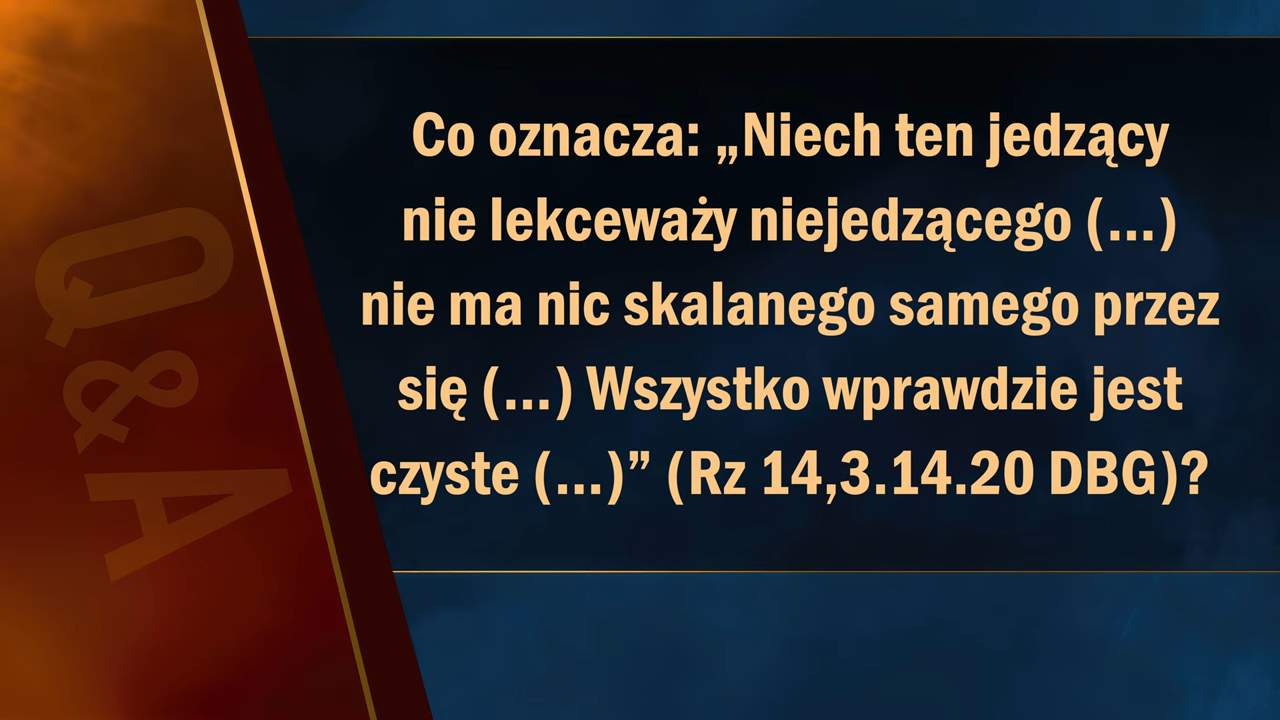 Co oznacza: „Niech ten jedzący
nie lekceważy niejedzącego (...)
nie ma nic skalanego samego przez
się (...) Wszystko wprawdzie jest
czyste (...)” (Rz 14,3.14.20 DBG)?
Q&A